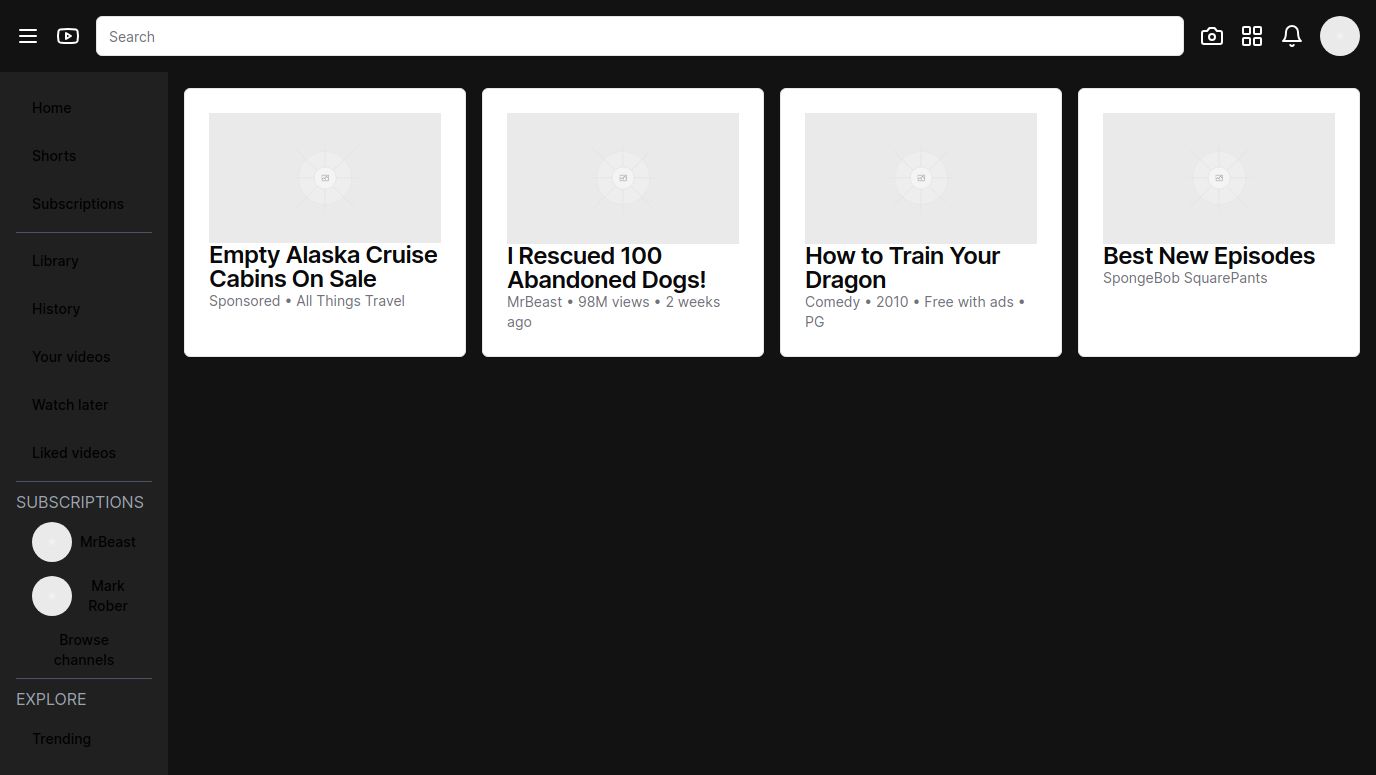 Search
Home
Shorts
Subscriptions
Library
History
Your videos
Watch later
Liked videos
SUBSCRIPTIONS
MrBeast
Mark
Rober
Browse
channels
EXPLORE
Trending
Empty Alaska Cruise
Cabins On Sale
Sponsored • All Things Travel
I Rescued 100
Abandoned Dogs!
MrBeast • 98M views • 2 weeks
ago
How to Train Your
Dragon
Comedy • 2010 • Free with ads •
PG
Best New Episodes
SpongeBob SquarePants